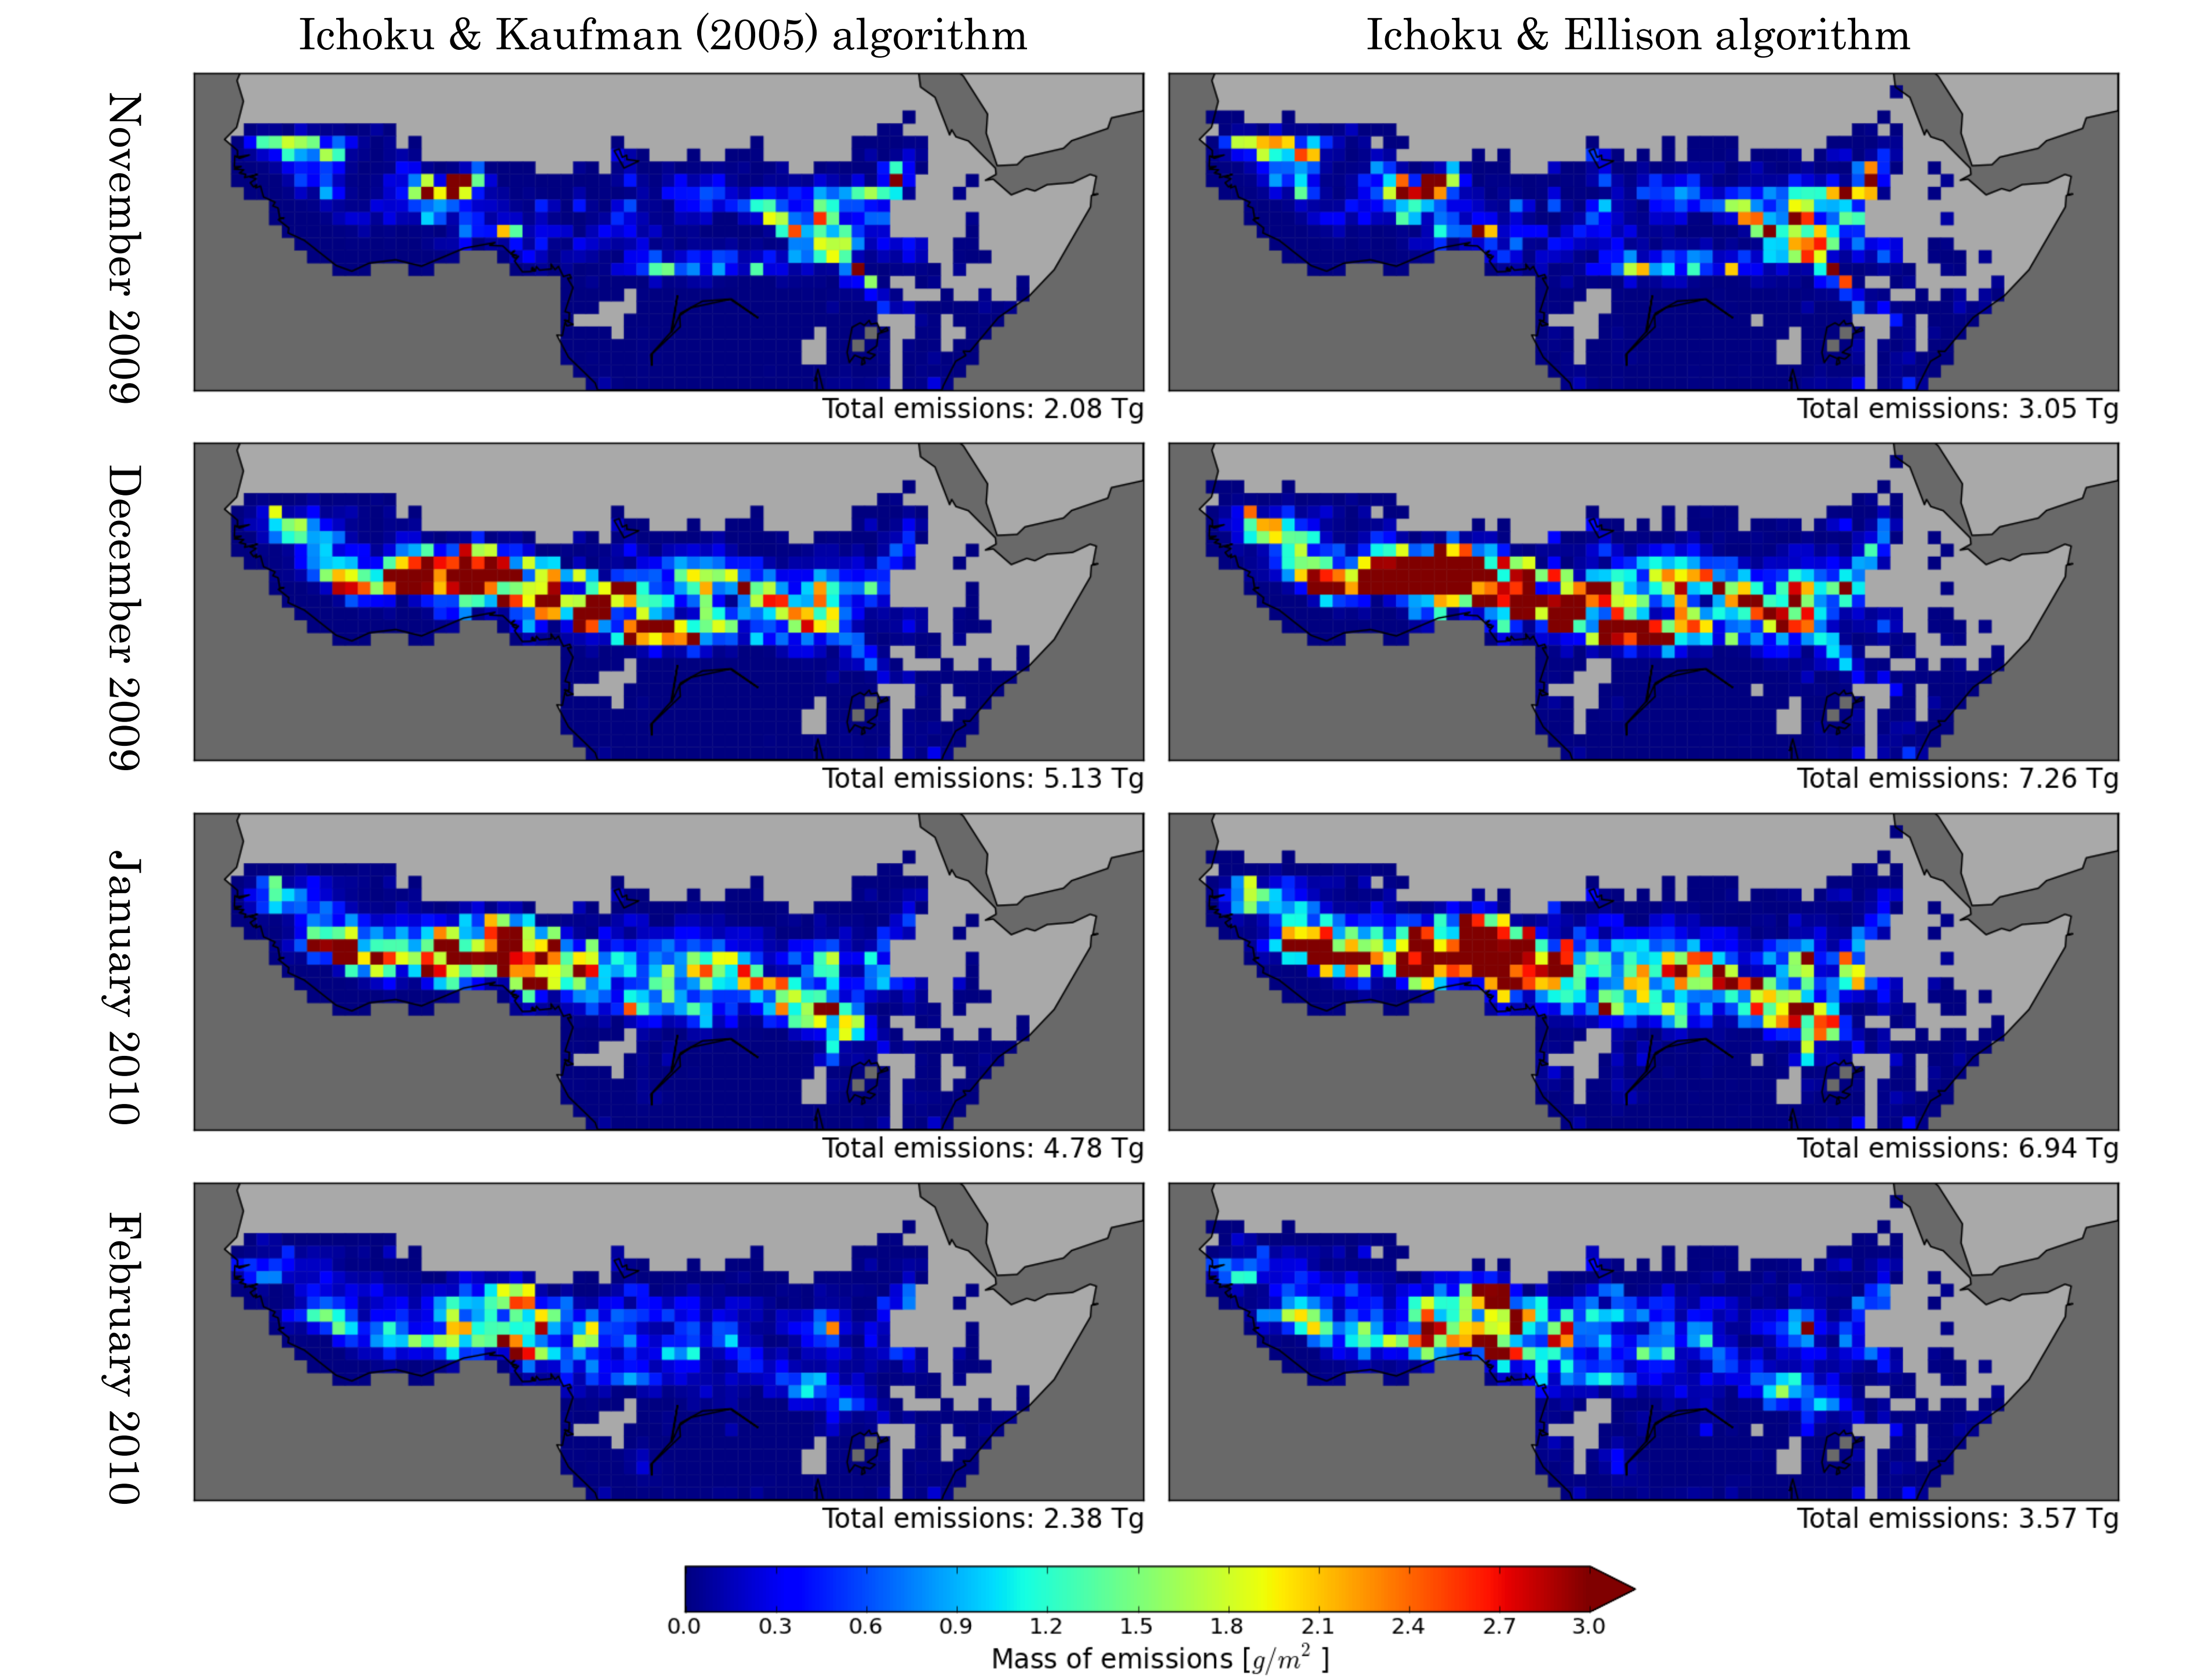 Ichoku & Kaufman (2005) algorithm
Ichoku & Ellison algorithm
November 2009
Total emissions: 2.08 Tg
Total emissions: 3.05 Tg
December 2009
Total emissions: 5.13 Tg
Total emissions: 7.26 Tg
January 2010
Total emissions: 4.78 Tg
Total emissions: 6.94 Tg
February 2010
Total emissions: 2.38 Tg
Total emissions: 3.57 Tg
0.0 0.3 0.6 0.9 1.2 1.5 1.8 2.1 2.4 2.7 3.0
Mass of emissions [g/m² ]